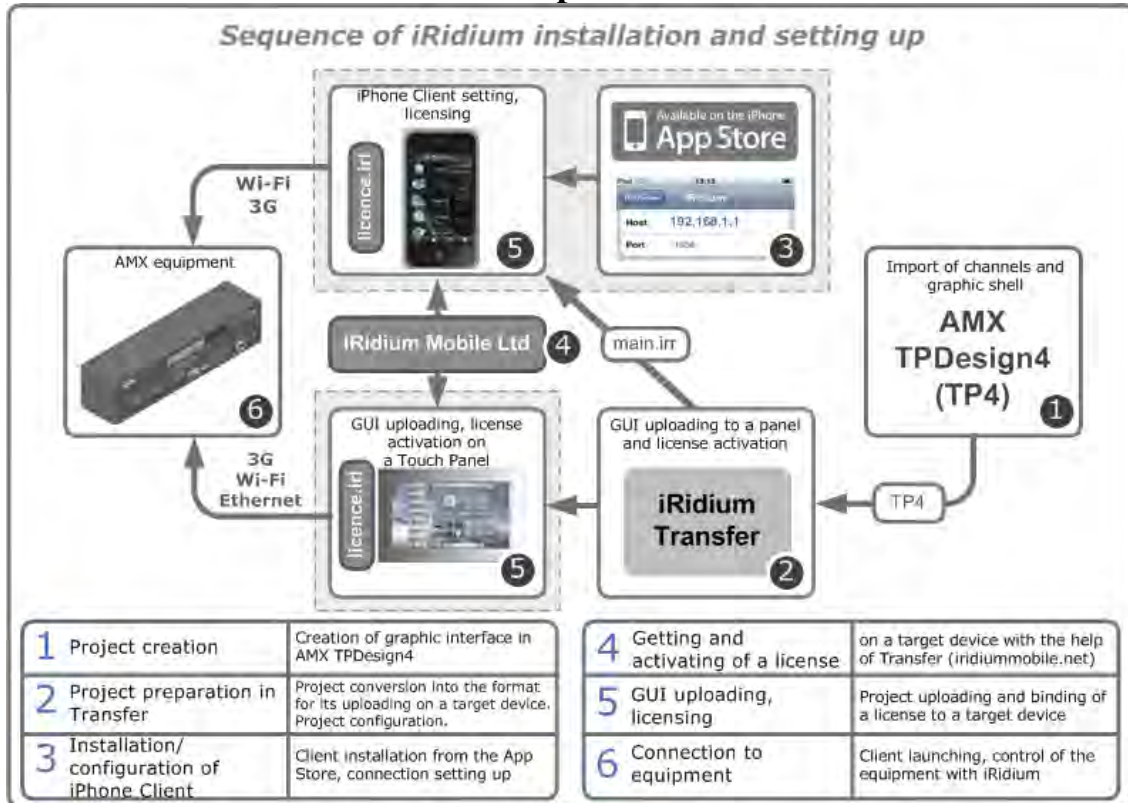 Sequence of iRidium installation and setting up
iPhone Client setting,
licensing
licence.irl
5
Available on the iPhone
App Store
iRidium
Host
192.168.1.1
Port
3
Wi-Fi
3G
AMX equipment
6
iRidium Mobile Ltd
4
main.irr
Import of channels and
graphic shell
AMX
TPDesign4
(TP4)
1
GUI uploading, license
activation on
a Touch Panel
licence.irl
5
3G
Wi-Fi
Ethernet
GUI uploading to a panel
and license activation
iRidium
Transfer
2
TP4
1 Project creation
Creation of graphic interface in
AMX TPDesign4
2 Project preparation in
Transfer
Project conversion into the format
for its uploading on a target device.
Project configuration.
3 Installation/
configuration of
iPhone Client
Client installation from the App
Store, connection setting up
4 Getting and
activating of a license
on a target device with the help
of Transfer (iridiummobile.net)
5 GUI uploading,
licensing
Project uploading and binding of
a license to a target device
6 Connection to
equipment
Client launching, control of the
equipment with iRidium